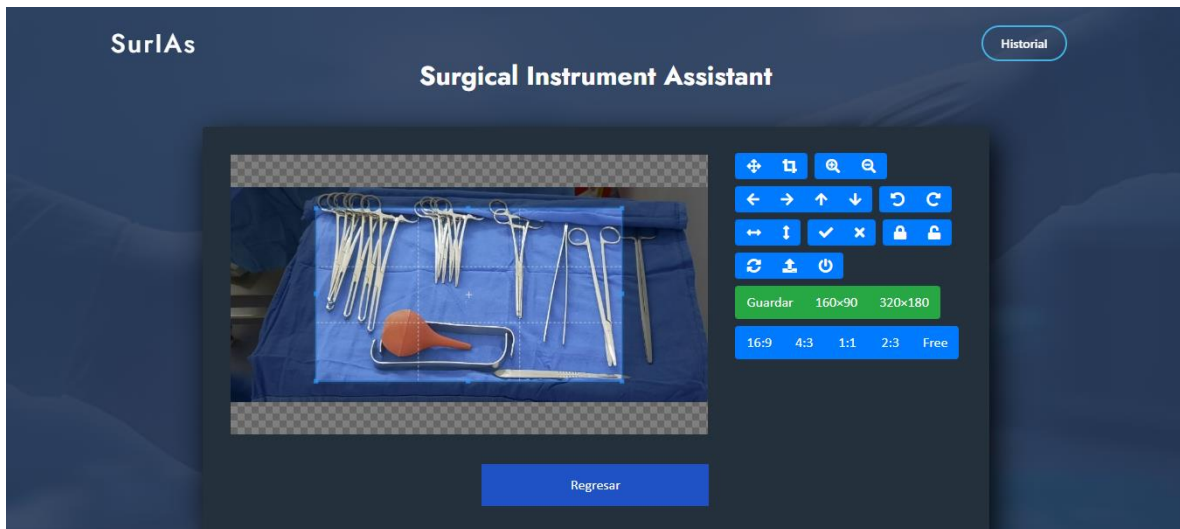 SurIAs
Historial
Surgical Instrument Assistant
Guardar 160×90 320×180
16:9 4:3 1:1 2:3 Free
Regresar